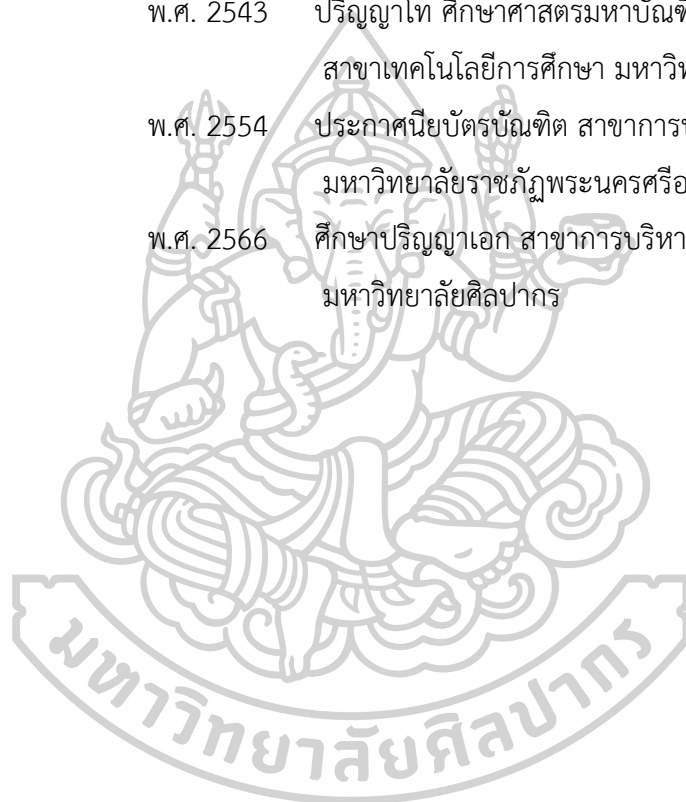 พ.ศ. 2543 ปริญญาโท ศึกษาศาสตรมหาบัณฑิ
สาขาเทคโนโลยีการศึกษา มหาวิ
พ.ศ. 2554 ประกาศนียบัตรบัณฑิต สาขาการ
มหาวิทยาลัยราชภัฏพระนครศรีอ
พ.ศ. 2566 ศึกษาปริญญาเอก สาขาการบริหา
มหาวิทยาลัยศิลปากร
มหาวิทยาลัยศิลปากร